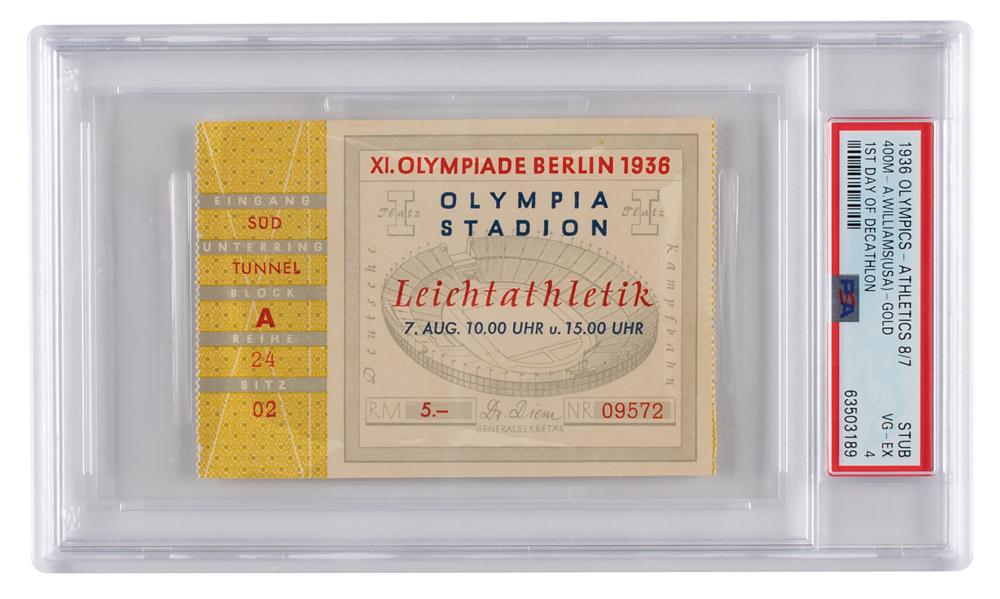 EINGANG
SÜD
UNTERRING
TUNNEL
BLOCK
A
REIHE
24
SITZ
02
XI. OLYMPIADE BERLIN 1936
I Platz
OLYMPIA
STADION
I Platz
Deutsche
Kampfbahn
Leichtathletik
7. AUG. 10.00 UHR u. 15.00 UHR
RM 5.– Dr. Diem NR 09572
GENERALSEKRETÄR
1936 OLYMPICS – ATHLETICS 8/7 STUB
400M – A.WILLIAMS(USA) – GOLD VG – EX
1ST DAY OF DECATHLON 4
PSA
63503189